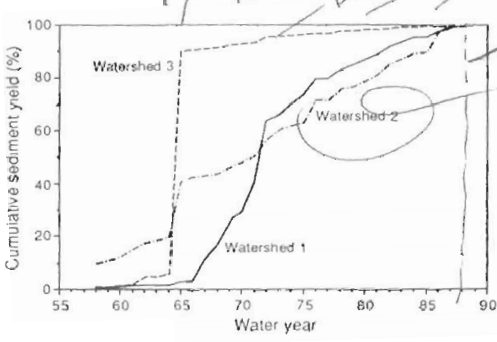 100
80
60
40
20
0
Cumulative sediment yield (%)
Watershed 3
Watershed 2
Watershed 1
55 60 65 70 75 80 85 90
Water year